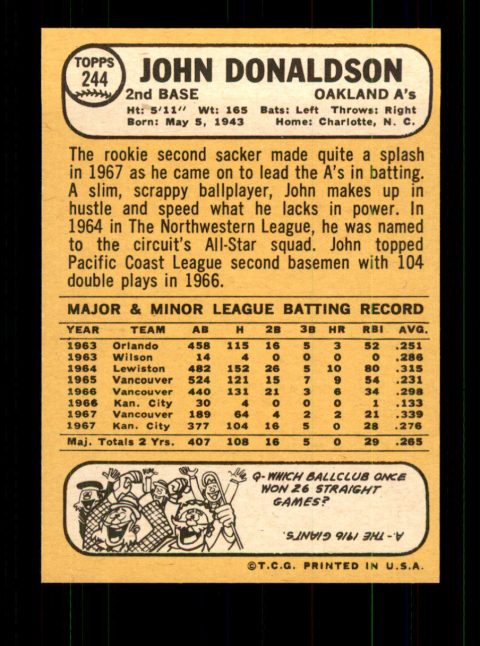 TOPPS
244
JOHN DONALDSON
2nd BASE OAKLAND A's
Ht: 5'11" Wt: 165 Bats: Left Throws: Right
Born: May 5, 1943 Home: Charlotte, N. C.
The rookie second sacker made quite a splash
in 1967 as he came on to lead the A's in batting.
A slim, scrappy ballplayer, John makes up in
hustle and speed what he lacks in power. In
1964 in The Northwestern League, he was named
to the circuit's All-Star squad. John topped
Pacific Coast League second basemen with 104
double plays in 1966.
MAJOR & MINOR LEAGUE BATTING RECORD
YEAR TEAM AB H 2B 3B HR RBI AVG.
1963 Orlando 458 115 16 5 3 52 .251
1963 Wilson 14 4 0 0 0 0 .286
1964 Lewiston 482 152 26 5 10 80 .315
1965 Vancouver 524 121 15 7 9 54 .231
1966 Vancouver 440 131 21 3 6 34 .298
1966 Kan. City 30 4 0 0 0 1 .133
1967 Vancouver 189 64 4 2 2 21 .339
1967 Kan. City 377 104 16 5 0 28 .276
Maj. Totals 2 Yrs. 407 108 16 5 0 29 .265
Q-WHICH BALLCLUB ONCE
WON 26 STRAIGHT
GAMES?
A.-THE 1916 GIANTS.
©T.C.G. PRINTED IN U.S.A.